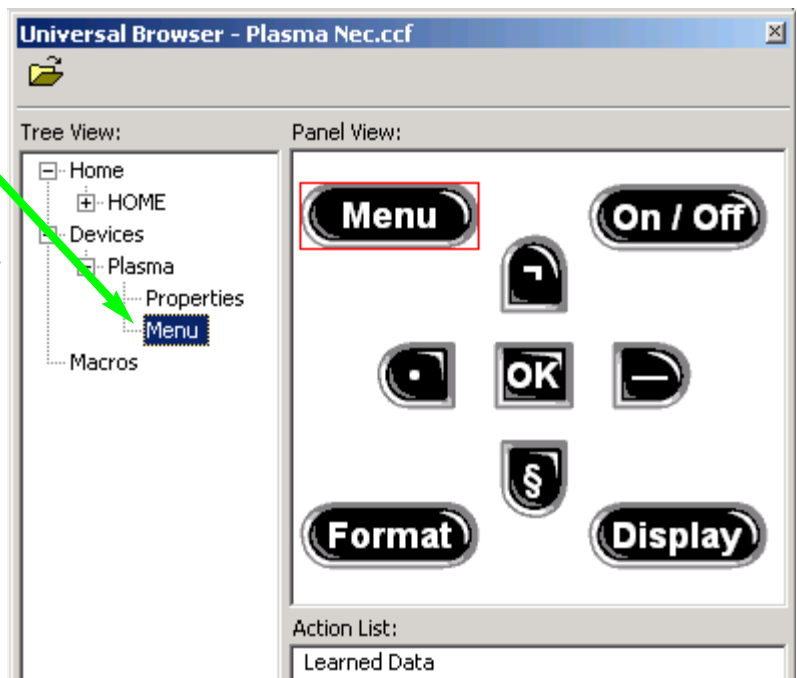 Universal Browser - Plasma Nec.ccf
Tree View:
Home
HOME
Devices
Plasma
Properties
Menu
Macros
Panel View:
Menu
On / Off
¬
•
OK
—
§
Format
Display
Action List:
Learned Data